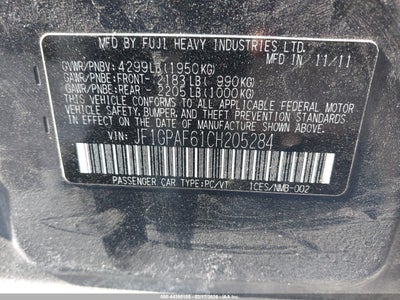 MFD. BY FUJI HEAVY INDUSTRIES LTD.
GVWR/PNBV: 4299LB(1950KG) MFD IN 11/11
GAWR/PNBE:FRONT- 2183LB( 990KG)
GAWR/PNBE:REAR - 2205LB(1000KG)
THIS VEHICLE CONFORMS TO ALL APPLICABLE FEDERAL MOTOR
VEHICLE SAFETY, BUMPER, AND THEFT PREVENTION STANDARDS
IN EFFECT ON THE DATE OF MANUFACTURE SHOWN ABOVE.
VIN: JF1GPAF61CH205284
PASSENGER CAR TYPE:PC/VT ICES/NMB-002